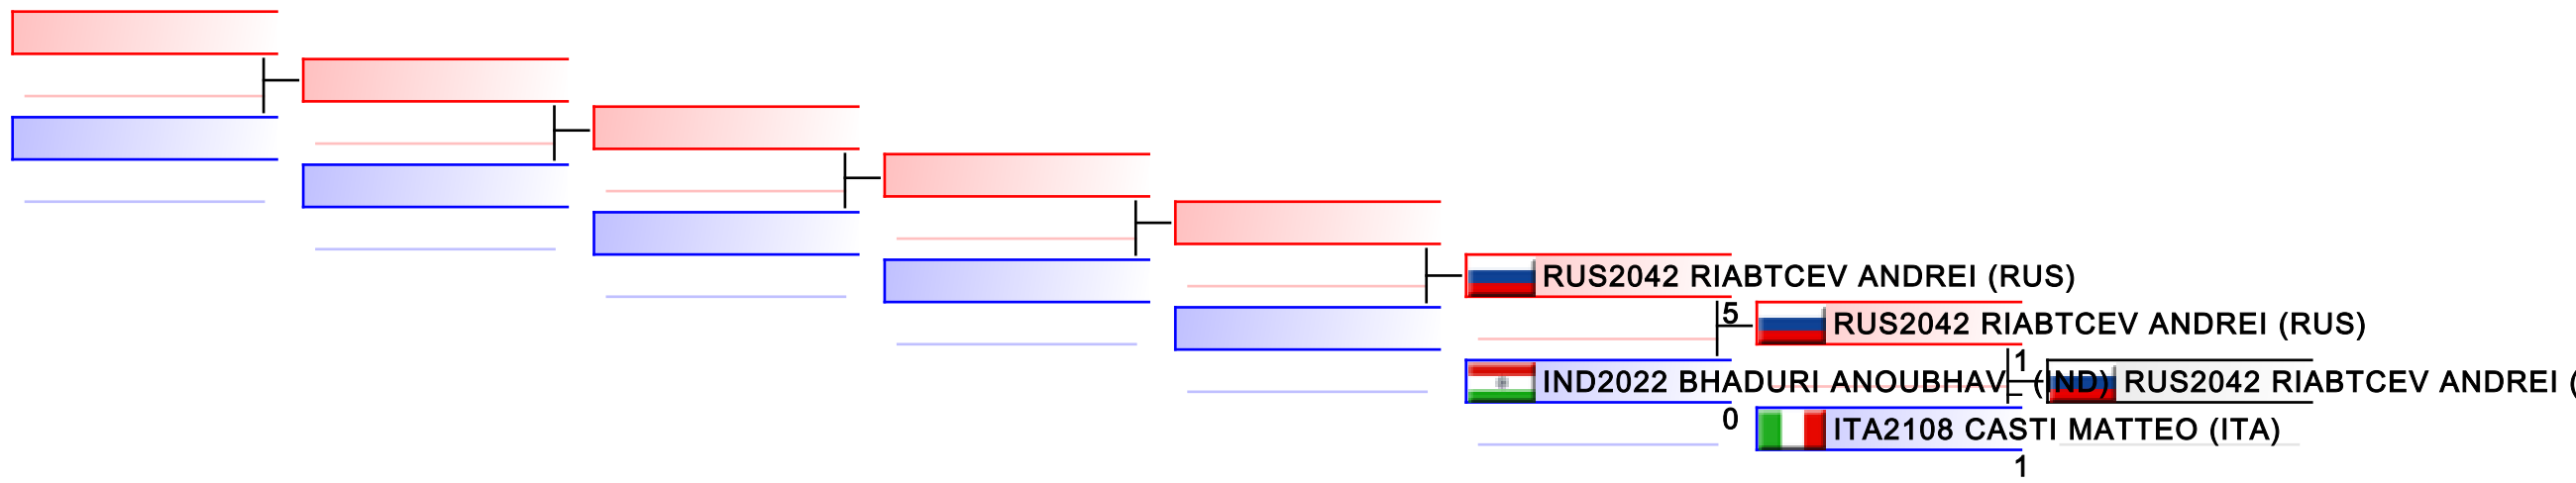 RUS2042 RIABTCEV ANDREI (RUS)
5
RUS2042 RIABTCEV ANDREI (RUS)
1
IND2022 BHADURI ANOUBHAV (IND)
RUS2042 RIABTCEV ANDREI (
0
ITA2108 CASTI MATTEO (ITA)
1